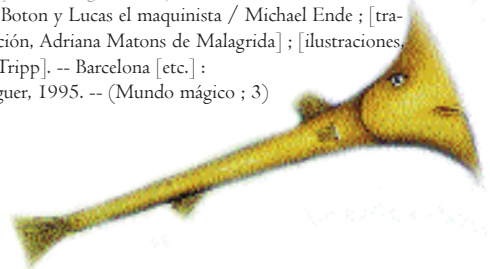 Boton y Lucas el maquinista / Michael Ende ; [tra-
ción, Adriana Matons de Malagrida] ; [ilustraciones,
Tripp]. -- Barcelona [etc.] :
guer, 1995. -- (Mundo mágico ; 3)